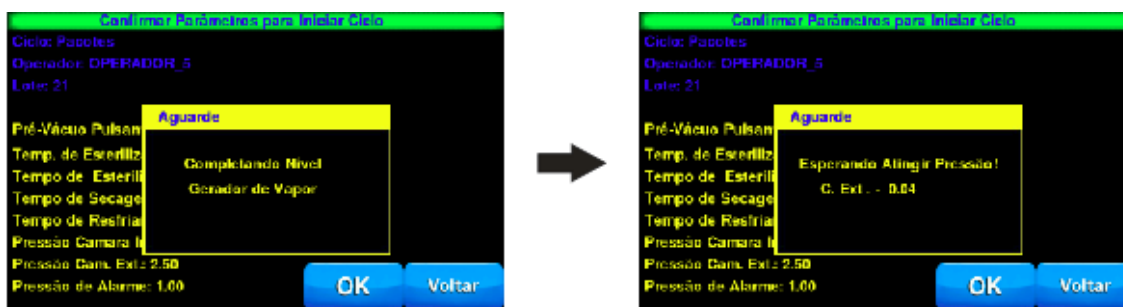 Confirmar Parâmetros para Iniciar Ciclo
Ciclo: Pacotes
Operador: OPERADOR_5
Lote: 21
Aguarde
Completando Nível
Gerador de Vapor
Pré-Vácuo Pulsan
Temp. de Esteriliz
Tempo de Esterili
Tempo de Secage
Tempo de Resfria
Pressão Camara I
Pressão Cam. Ext.: 2.50
Pressão de Alarme: 1.00
OK
Voltar
Confirmar Parâmetros para Iniciar Ciclo
Ciclo: Pacotes
Operador: OPERADOR_5
Lote: 21
Aguarde
Esperando Atingir Pressão!
C. Ext. - 0.04
Pré-Vácuo Pulsan
Temp. de Esteriliz
Tempo de Esterili
Tempo de Secage
Tempo de Resfria
Pressão Camara I
Pressão Cam. Ext.: 2.50
Pressão de Alarme: 1.00
OK
Voltar